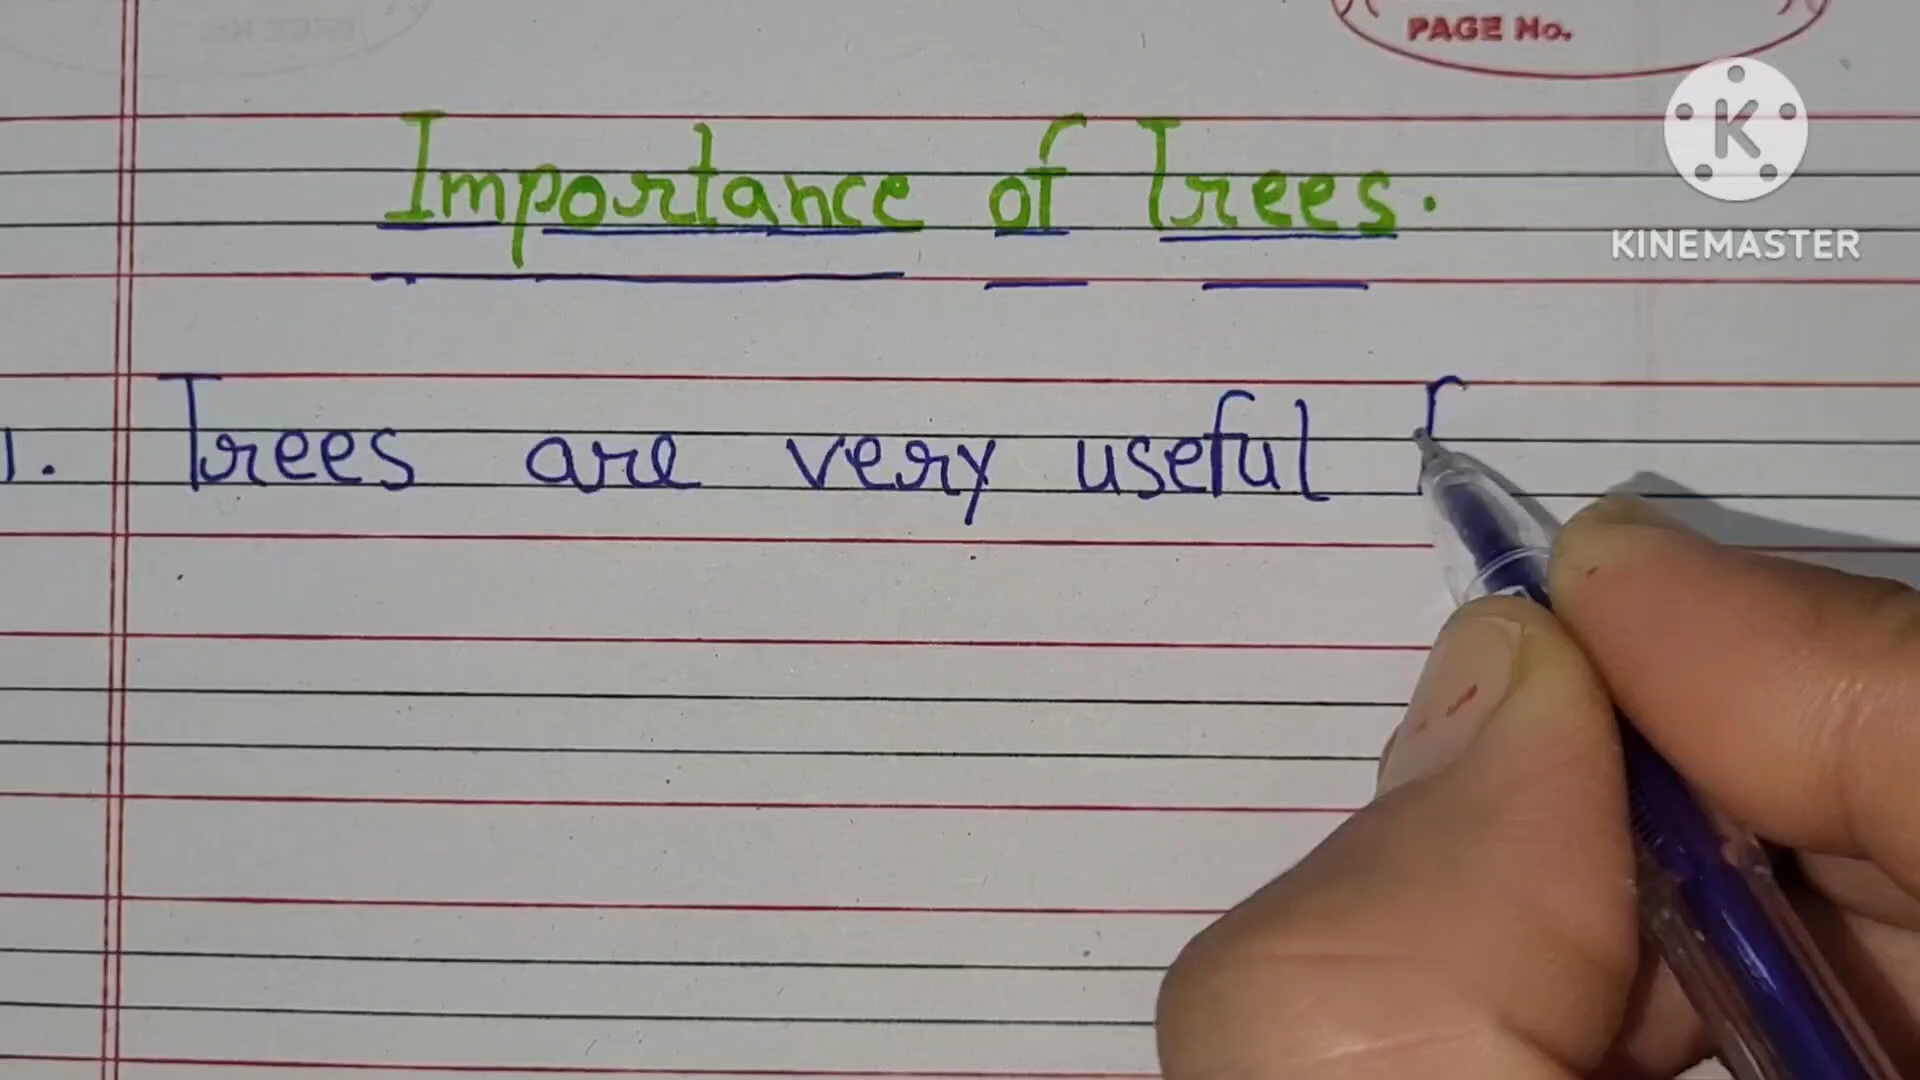 PAGE No.
Importance of Trees.
KINEMASTER
1. Trees are very useful f